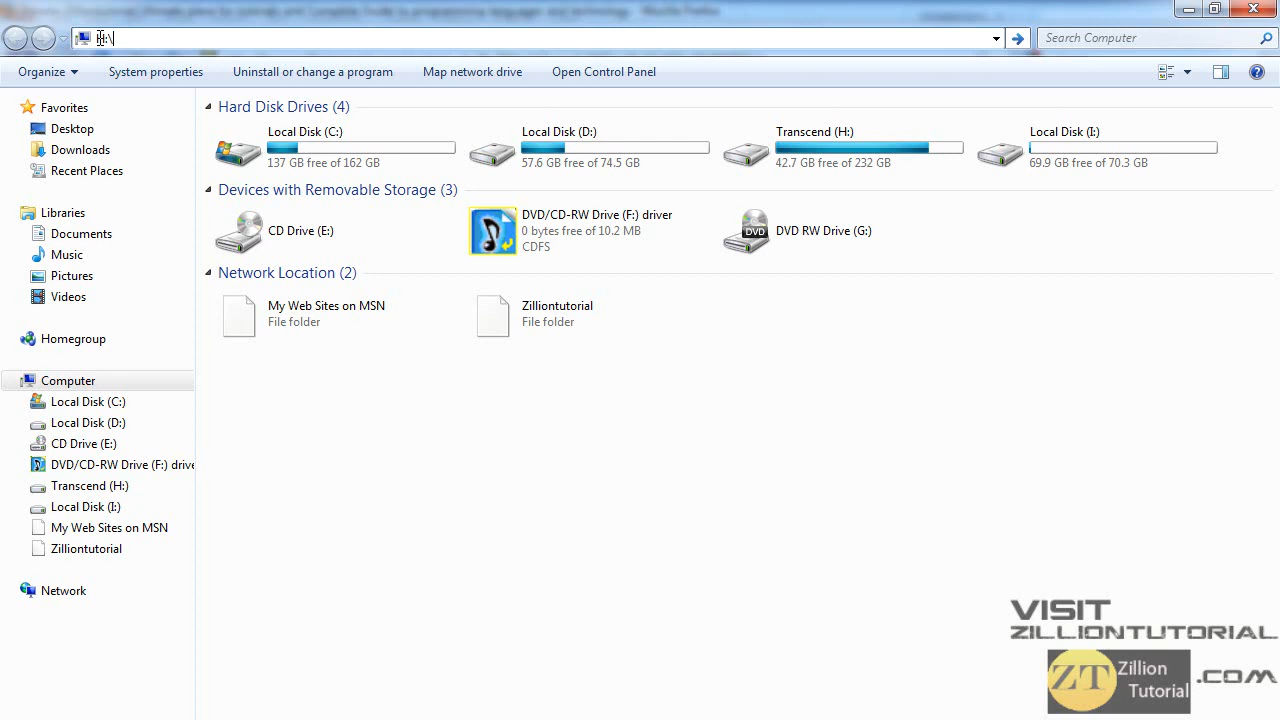 Mozilla Firefox
Search Computer
Organize
System properties
Uninstall or change a program
Map network drive
Open Control Panel
Favorites
Desktop
Downloads
Recent Places
Libraries
Documents
Music
Pictures
Videos
Homegroup
Computer
Local Disk (C:)
Local Disk (D:)
CD Drive (E:)
DVD/CD-RW Drive (F:) drive
Transcend (H:)
Local Disk (I:)
My Web Sites on MSN
Zilliontutorial
Network
Hard Disk Drives (4)
Local Disk (C:)
137 GB free of 162 GB
Local Disk (D:)
57.6 GB free of 74.5 GB
Transcend (H:)
42.7 GB free of 232 GB
Local Disk (I:)
69.9 GB free of 70.3 GB
Devices with Removable Storage (3)
CD Drive (E:)
DVD/CD-RW Drive (F:) driver
0 bytes free of 10.2 MB
CDFS
DVD
DVD RW Drive (G:)
Network Location (2)
My Web Sites on MSN
File folder
Zilliontutorial
File folder
VISIT
ZILLIONTUTORIAL
ZT Zillion
Tutorial
.COM